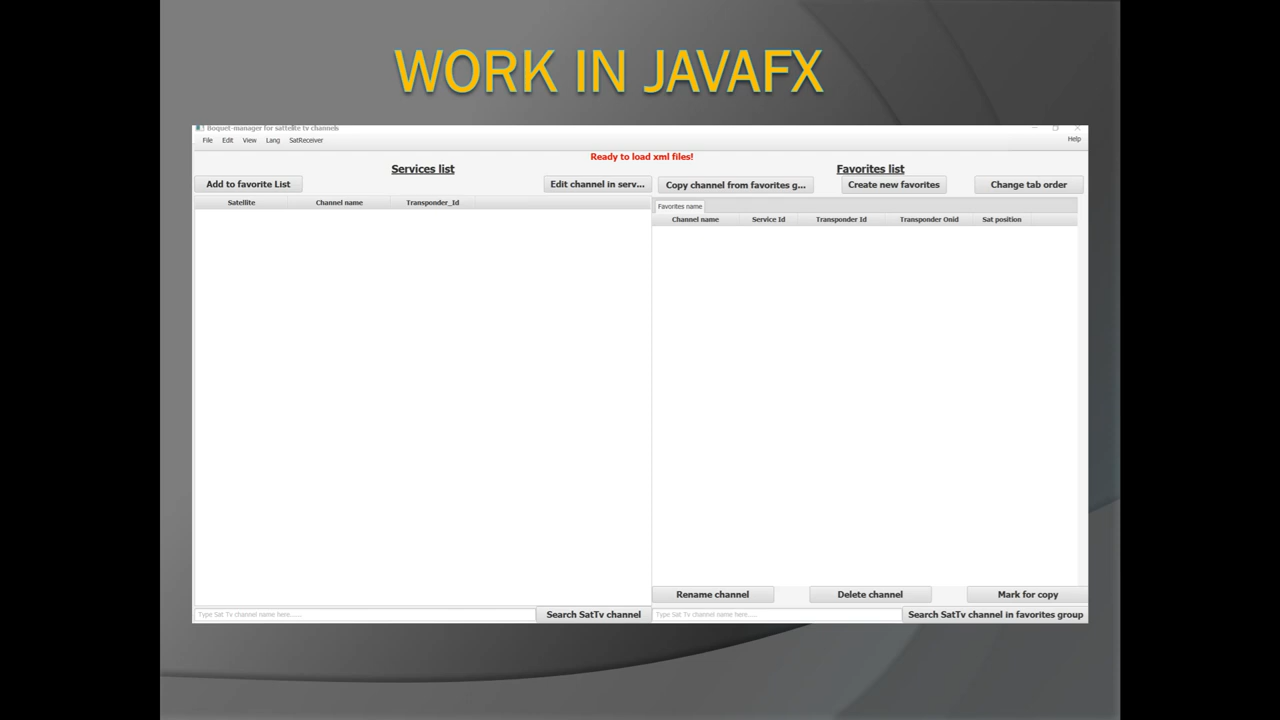 WORK IN JAVAFX
Boquet-manager for sattelite tv channels
File Edit View Lang SatReceiver Help
Ready to load xml files!
Services list Favorites list
Add to favorite List Edit channel in serv... Copy channel from favorites g... Create new favorites Change tab order
Satellite Channel name Transponder_Id
Favorites name
Channel name Service Id Transponder Id Transponder Onid Sat position
Rename channel Delete channel Mark for copy
Type Sat Tv channel name here...... Search SatTv channel Type Sat Tv channel name here..... Search SatTv channel in favorites group